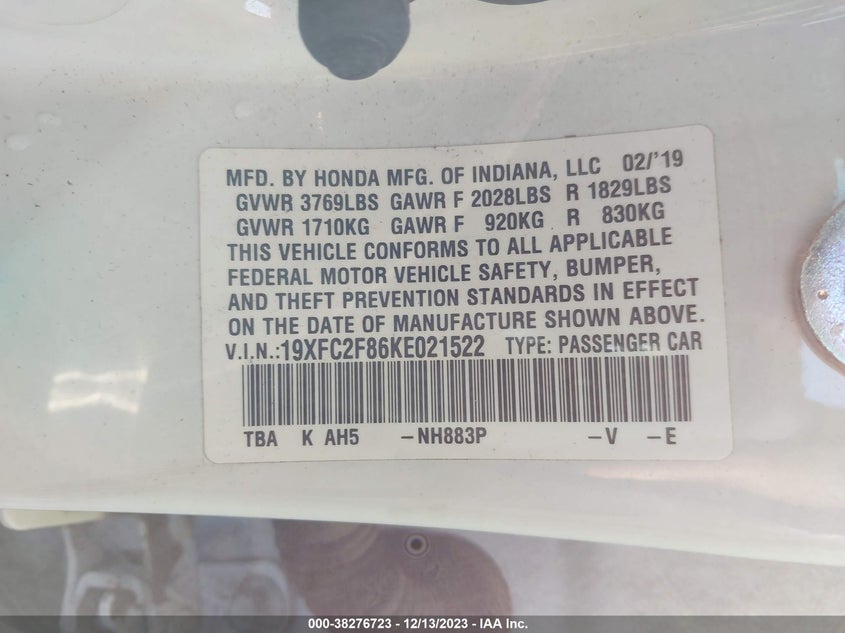 MFD. BY HONDA MFG. OF INDIANA, LLC 02/'19
GVWR 3769LBS GAWR F 2028LBS R 1829LBS
GVWR 1710KG GAWR F 920KG R 830KG
THIS VEHICLE CONFORMS TO ALL APPLICABLE
FEDERAL MOTOR VEHICLE SAFETY, BUMPER,
AND THEFT PREVENTION STANDARDS IN EFFECT
ON THE DATE OF MANUFACTURE SHOWN ABOVE.
V.I.N.:19XFC2F86KE021522 TYPE: PASSENGER CAR
TBA K AH5 –NH883P –V –E
000-38276723 - 12/13/2023 - IAA Inc.